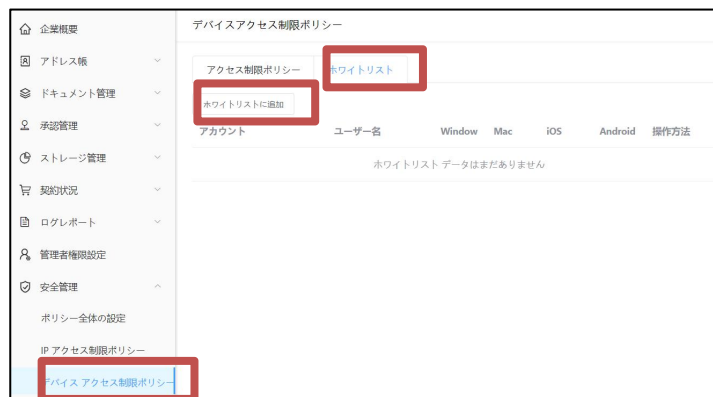 企業概要
アドレス帳
ドキュメント管理
承認管理
ストレージ管理
契約状況
ログレポート
管理者権限設定
安全管理
ポリシー全体の設定
IP アクセス制限ポリシー
デバイス アクセス制限ポリシー
デバイスアクセス制限ポリシー
アクセス制限ポリシー ホワイトリスト
ホワイトリストに追加
アカウント ユーザー名 Window Mac iOS Android 操作方法
ホワイトリスト データはまだありません